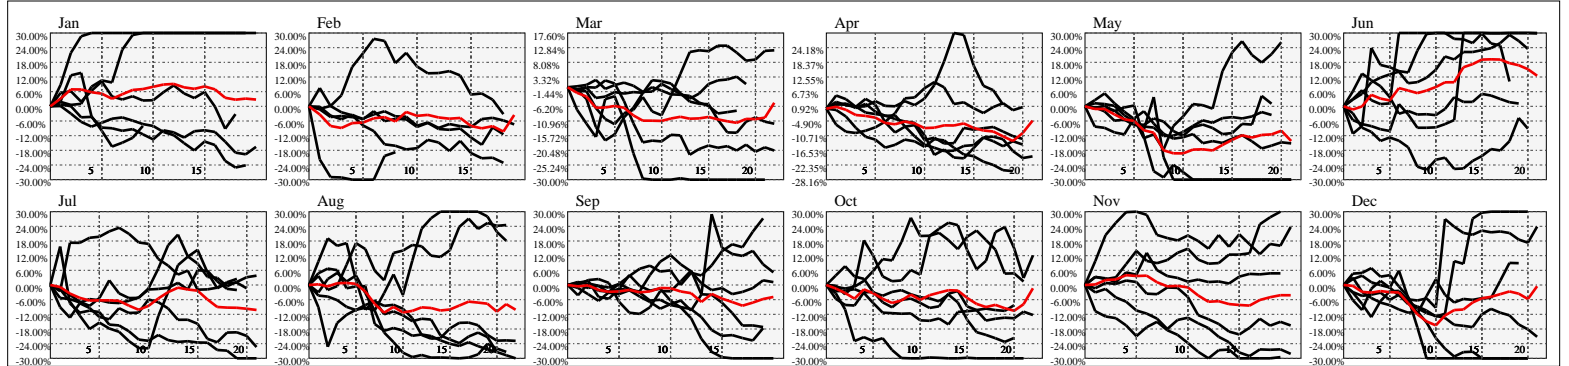 Jan Feb Mar Apr May Jun
30.00% 30.00% 17.60% 30.00% 30.00%
24.00% 24.00% 12.84% 24.18% 24.00% 24.00%
18.00% 18.00% 8.08% 18.37% 18.00% 18.00%
12.00% 12.00% 3.32% 12.55% 12.00% 12.00%
6.00% 6.00% -1.44% 6.73% 6.00% 6.00%
0.00% 0.00% -6.20% 0.92% 0.00% 0.00%
-6.00% -6.00% -10.96% -4.90% -6.00% -6.00%
-12.00% -12.00% -15.72% -10.71% -12.00% -12.00%
-18.00% -18.00% -20.48% -16.53% -18.00% -18.00%
-24.00% -24.00% -25.24% -22.35% -24.00% -24.00%
5 10 15 5 10 15 5 10 15 5 10 15 20 5 10 15 20 5 10 15 20
-30.00% -30.00% -30.00% -28.16% -30.00% -30.00%
Jul Aug Sep Oct Nov Dec
30.00% 30.00% 30.00% 30.00% 30.00% 30.00%
24.00% 24.00% 24.00% 24.00% 24.00% 24.00%
18.00% 18.00% 18.00% 18.00% 18.00% 18.00%
12.00% 12.00% 12.00% 12.00% 12.00% 12.00%
6.00% 6.00% 6.00% 6.00% 6.00% 6.00%
0.00% 0.00% 0.00% 0.00% 0.00% 0.00%
-6.00% -6.00% -6.00% -6.00% -6.00% -6.00%
-12.00% -12.00% -12.00% -12.00% -12.00% -12.00%
-18.00% -18.00% -18.00% -18.00% -18.00% -18.00%
-24.00% -24.00% -24.00% -24.00% -24.00% -24.00%
5 10 15 20 5 10 15 20 5 10 15 5 10 15 20 5 10 15 20 5 10 15 20
-30.00% -30.00% -30.00% -30.00% -30.00% -30.00%